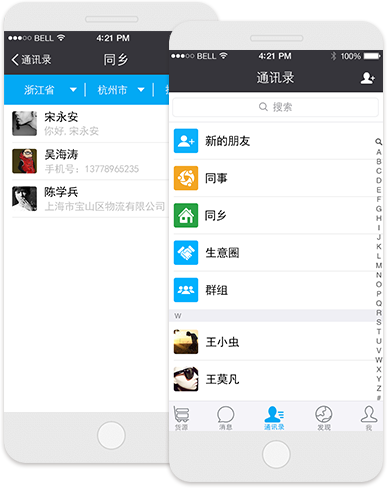 BELL
4:21 PM
通讯录
同乡
浙江省
杭州市
宋永安
你好,宋永安
吴海涛
手机号：13778965235
陈学兵
上海市宝山区物流有限公司
BELL
4:21 PM
100%
通讯录
搜索
新的朋友
同事
同乡
生意圈
群组
W
王小虫
王莫凡
A
B
C
D
E
F
G
H
I
J
K
L
M
N
O
P
Q
R
S
T
U
V
W
X
Y
Z
#
货源
消息
通讯录
发现
我